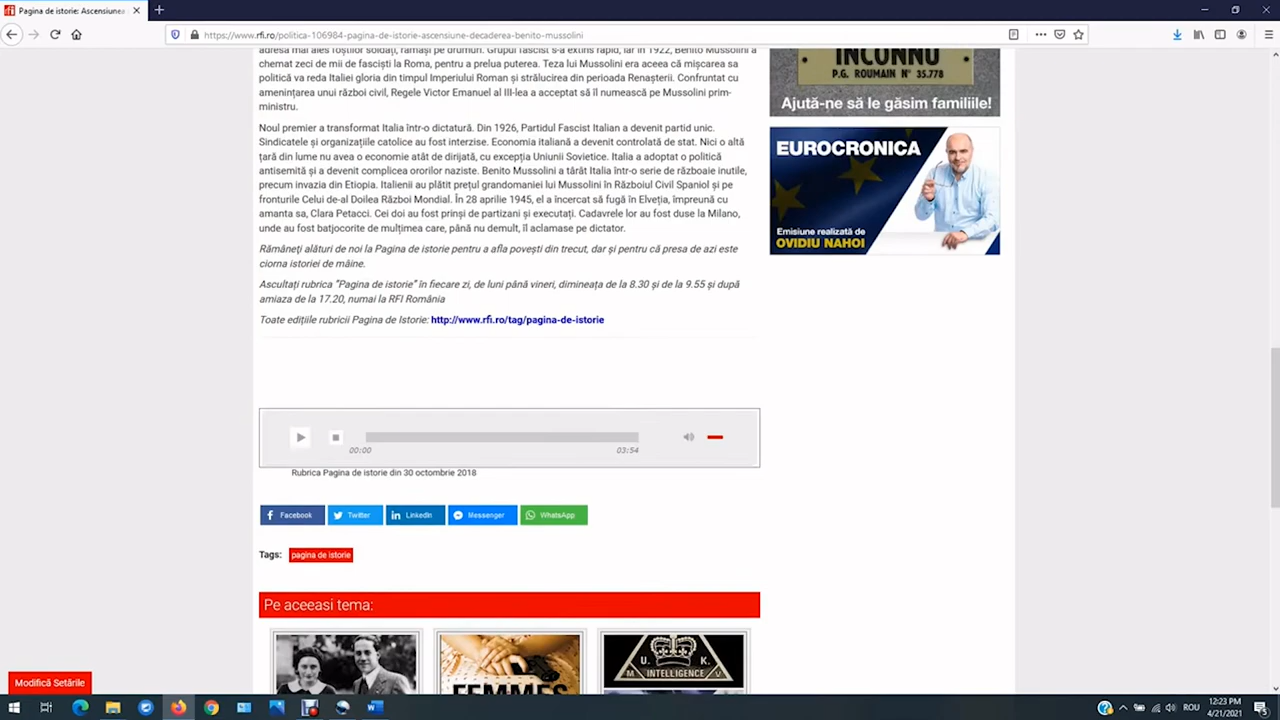 Pagina de istorie: Ascensiunea
https://www.rfi.ro/politica-106984-pagina-de-istorie-ascensiune-decaderea-benito-mussolini
adresa mai ales foștilor soldați, rămași pe drumuri. Grupul fascist s-a extins rapid, iar în 1922, Benito Mussolini a
chemat zeci de mii de fasciști la Roma, pentru a prelua puterea. Teza lui Mussolini era aceea că mișcarea sa
politică va reda Italiei gloria din timpul Imperiului Roman și strălucirea din perioada Renașterii. Confruntat cu
amenințarea unui război civil, Regele Victor Emanuel al III-lea a acceptat să îl numească pe Mussolini prim-
ministru.
Noul premier a transformat Italia într-o dictatură. Din 1926, Partidul Fascist Italian a devenit partid unic.
Sindicatele și organizațiile catolice au fost interzise. Economia italiană a devenit controlată de stat. Nici o altă
țară din lume nu avea o economie atât de dirijată, cu excepția Uniunii Sovietice. Italia a adoptat o politică
antisemită și a devenit complicea ororilor naziste. Benito Mussolini a târât Italia într-o serie de războaie inutile,
precum invazia din Etiopia. Italienii au plătit prețul grandomaniei lui Mussolini în Războiul Civil Spaniol și pe
fronturile Celui de-al Doilea Război Mondial. În 28 aprilie 1945, el a încercat să fugă în Elveția, împreună cu
amanta sa, Clara Petacci. Cei doi au fost prinși de partizani și executați. Cadavrele lor au fost duse la Milano,
unde au fost batjocorite de mulțimea care, până nu demult, îl aclamase pe dictator.
Rămâneți alături de noi la Pagina de istorie pentru a afla povești din trecut, dar și pentru că presa de azi este
ciorna istoriei de mâine.
Ascultați rubrica "Pagina de istorie" în fiecare zi, de luni până vineri, dimineața de la 8.30 și de la 9.55 și după
amiaza de la 17.20, numai la RFI România
Toate edițiile rubricii Pagina de Istorie: http://www.rfi.ro/tag/pagina-de-istorie
INCONNU
P.G. ROUMAIN N° 35.778
Ajută-ne să le găsim familiile!
EUROCRONICA
Emisiune realizată de
OVIDIU NAHOI
00:00
03:54
Rubrica Pagina de istorie din 30 octombrie 2018
Facebook
Twitter
LinkedIn
Messenger
WhatsApp
Tags: pagina de istorie
Pe aceeasi tema:
FEMMES
U. K.
M INTELLIGENCE V
Modifică Setările
ROU
12:23 PM
4/21/2021
5